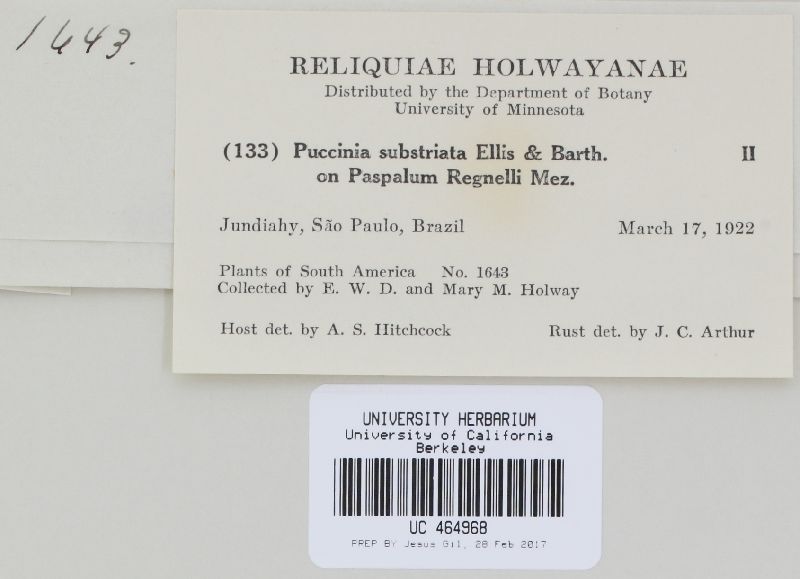 1643.
RELIQUIAE HOLWAYANAE
Distributed by the Department of Botany
University of Minnesota
(133) Puccinia substriata Ellis & Barth. II
on Paspalum Regnelli Mez.
Jundiahy, São Paulo, Brazil March 17, 1922
Plants of South America No. 1643
Collected by E. W. D. and Mary M. Holway
Host det. by A. S. Hitchcock Rust det. by J. C. Arthur
UNIVERSITY HERBARIUM
University of California
Berkeley
UC 464968
PREP BY Jesus Gil, 28 Feb 2017